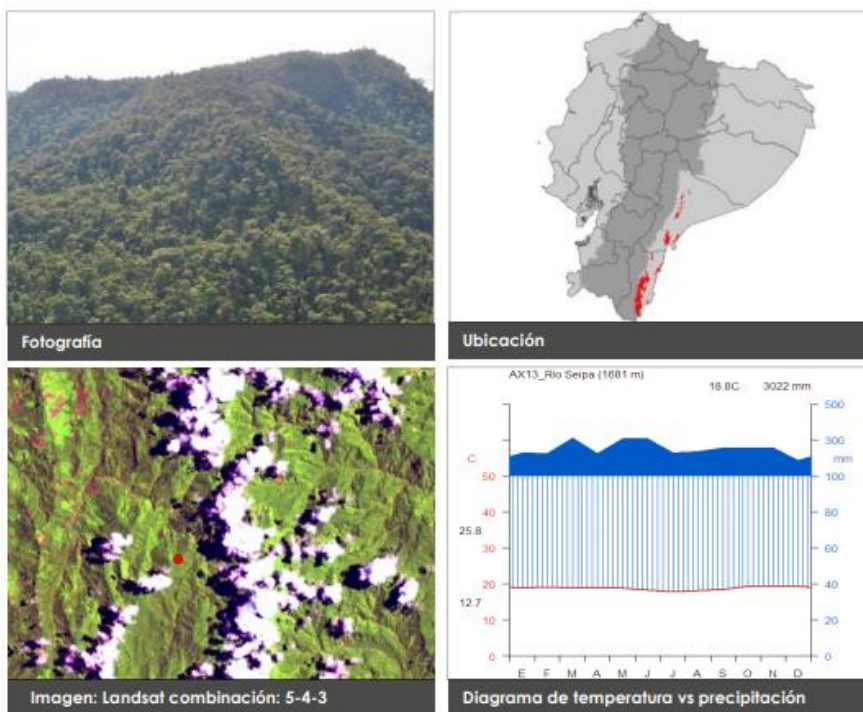 Fotografía
Ubicación
AX13_Rio Seipa (1681 m)
18.8C 3022 mm
500
300
C mm
50 100
40 80
25.8
30 60
20 40
12.7
10 20
0 0
E F M A M J J A S O N D
Imagen: Landsat combinación: 5-4-3
Diagrama de temperatura vs precipitación